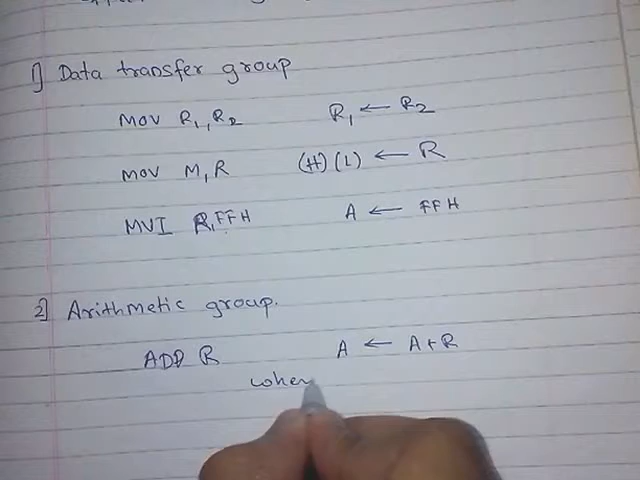 1] Data transfer group
MOV R1, R2 R1 ← R2
MOV M, R (H) (L) ← R
MVI R, FFH A ← FFH
2] Arithmetic group.
ADD R A ← A+R
when